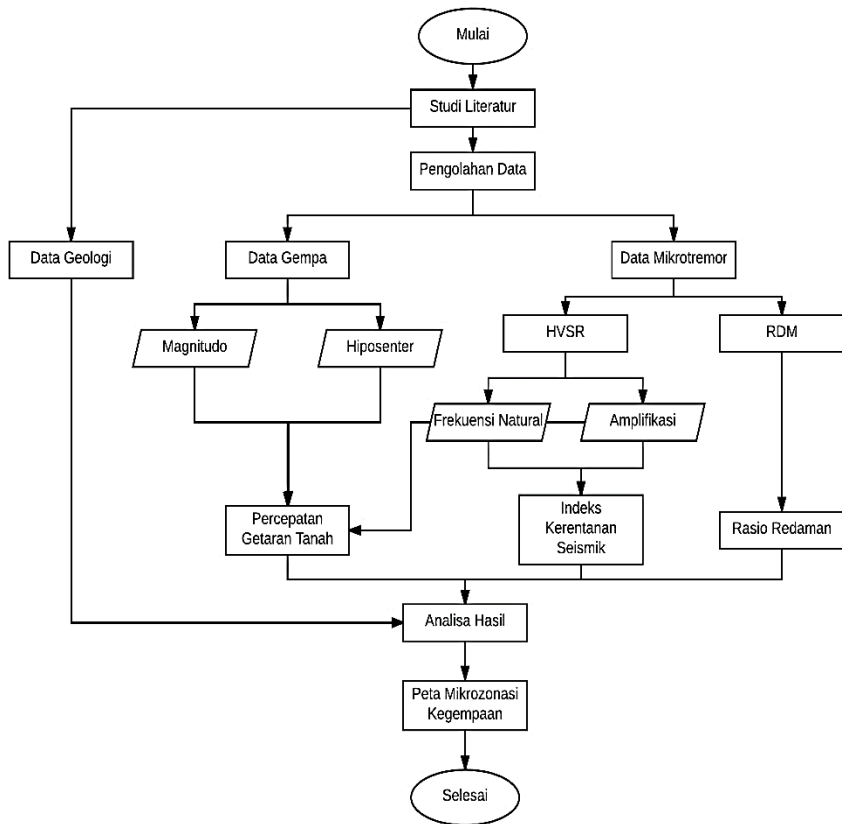 Mulai
Studi Literatur
Pengolahan Data
Data Geologi
Data Gempa
Data Mikrotremor
Magnitudo
Hiposenter
HVSR
RDM
Frekuensi Natural
Amplifikasi
Percepatan
Getaran Tanah
Indeks
Kerentanan
Seismik
Rasio Redaman
Analisa Hasil
Peta Mikrozonasi
Kegempaan
Selesai